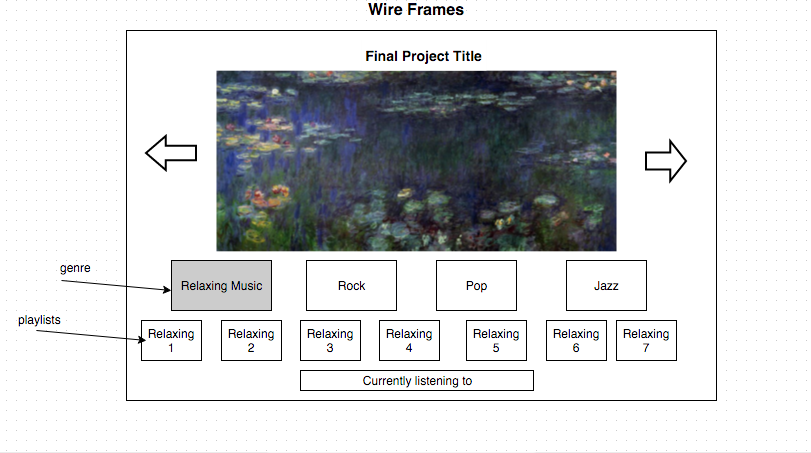 Wire Frames
Final Project Title
genre
Relaxing Music
Rock
Pop
Jazz
playlists
Relaxing
1
Relaxing
2
Relaxing
3
Relaxing
4
Relaxing
5
Relaxing
6
Relaxing
7
Currently listening to